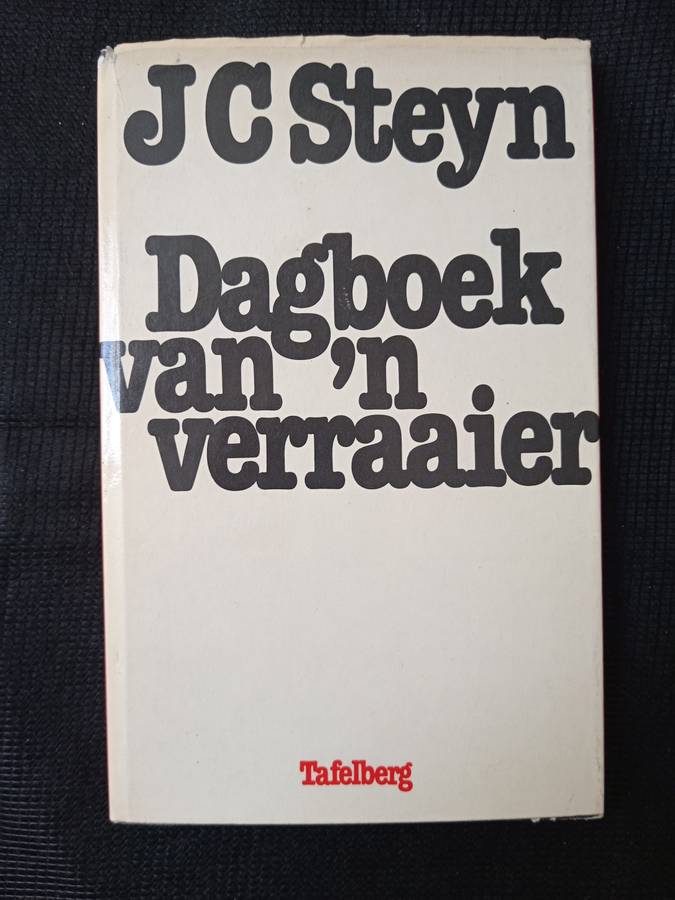 J C Steyn
Dagboek
van 'n
verraaier
Tafelberg